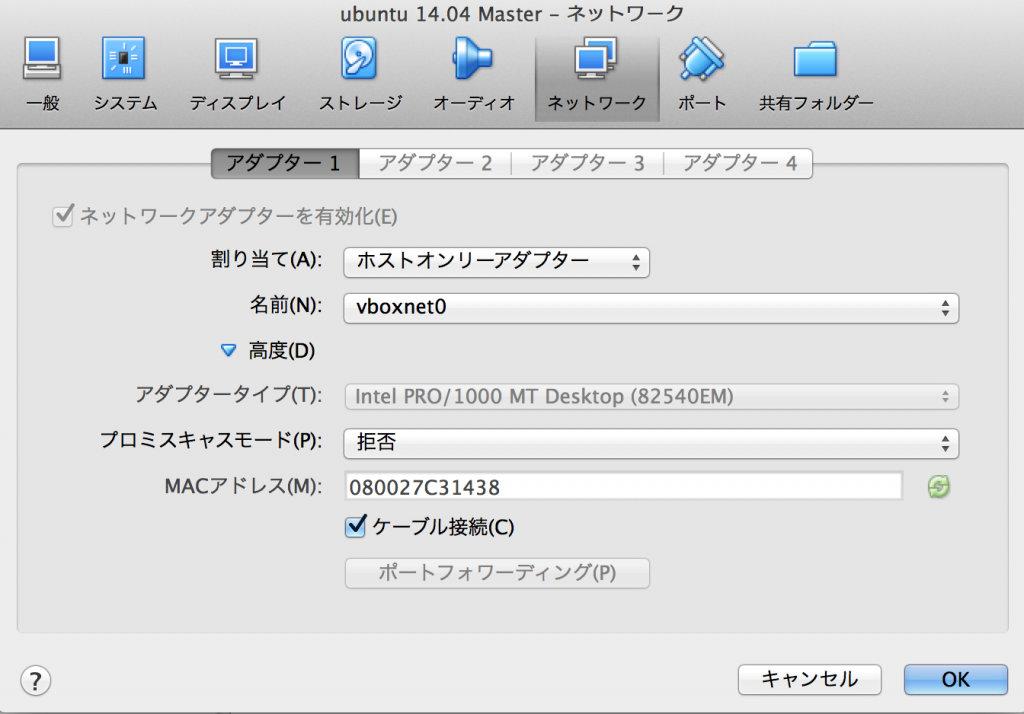 ubuntu 14.04 Master – ネットワーク
一般 システム ディスプレイ ストレージ オーディオ ネットワーク ポート 共有フォルダー
アダプター 1 アダプター 2 アダプター 3 アダプター 4
ネットワークアダプターを有効化(E)
割り当て(A): ホストオンリーアダプター
名前(N): vboxnet0
高度(D)
アダプタータイプ(T): Intel PRO/1000 MT Desktop (82540EM)
プロミスキャスモード(P): 拒否
MACアドレス(M): 080027C31438
ケーブル接続(C)
ポートフォワーディング(P)
? キャンセル OK